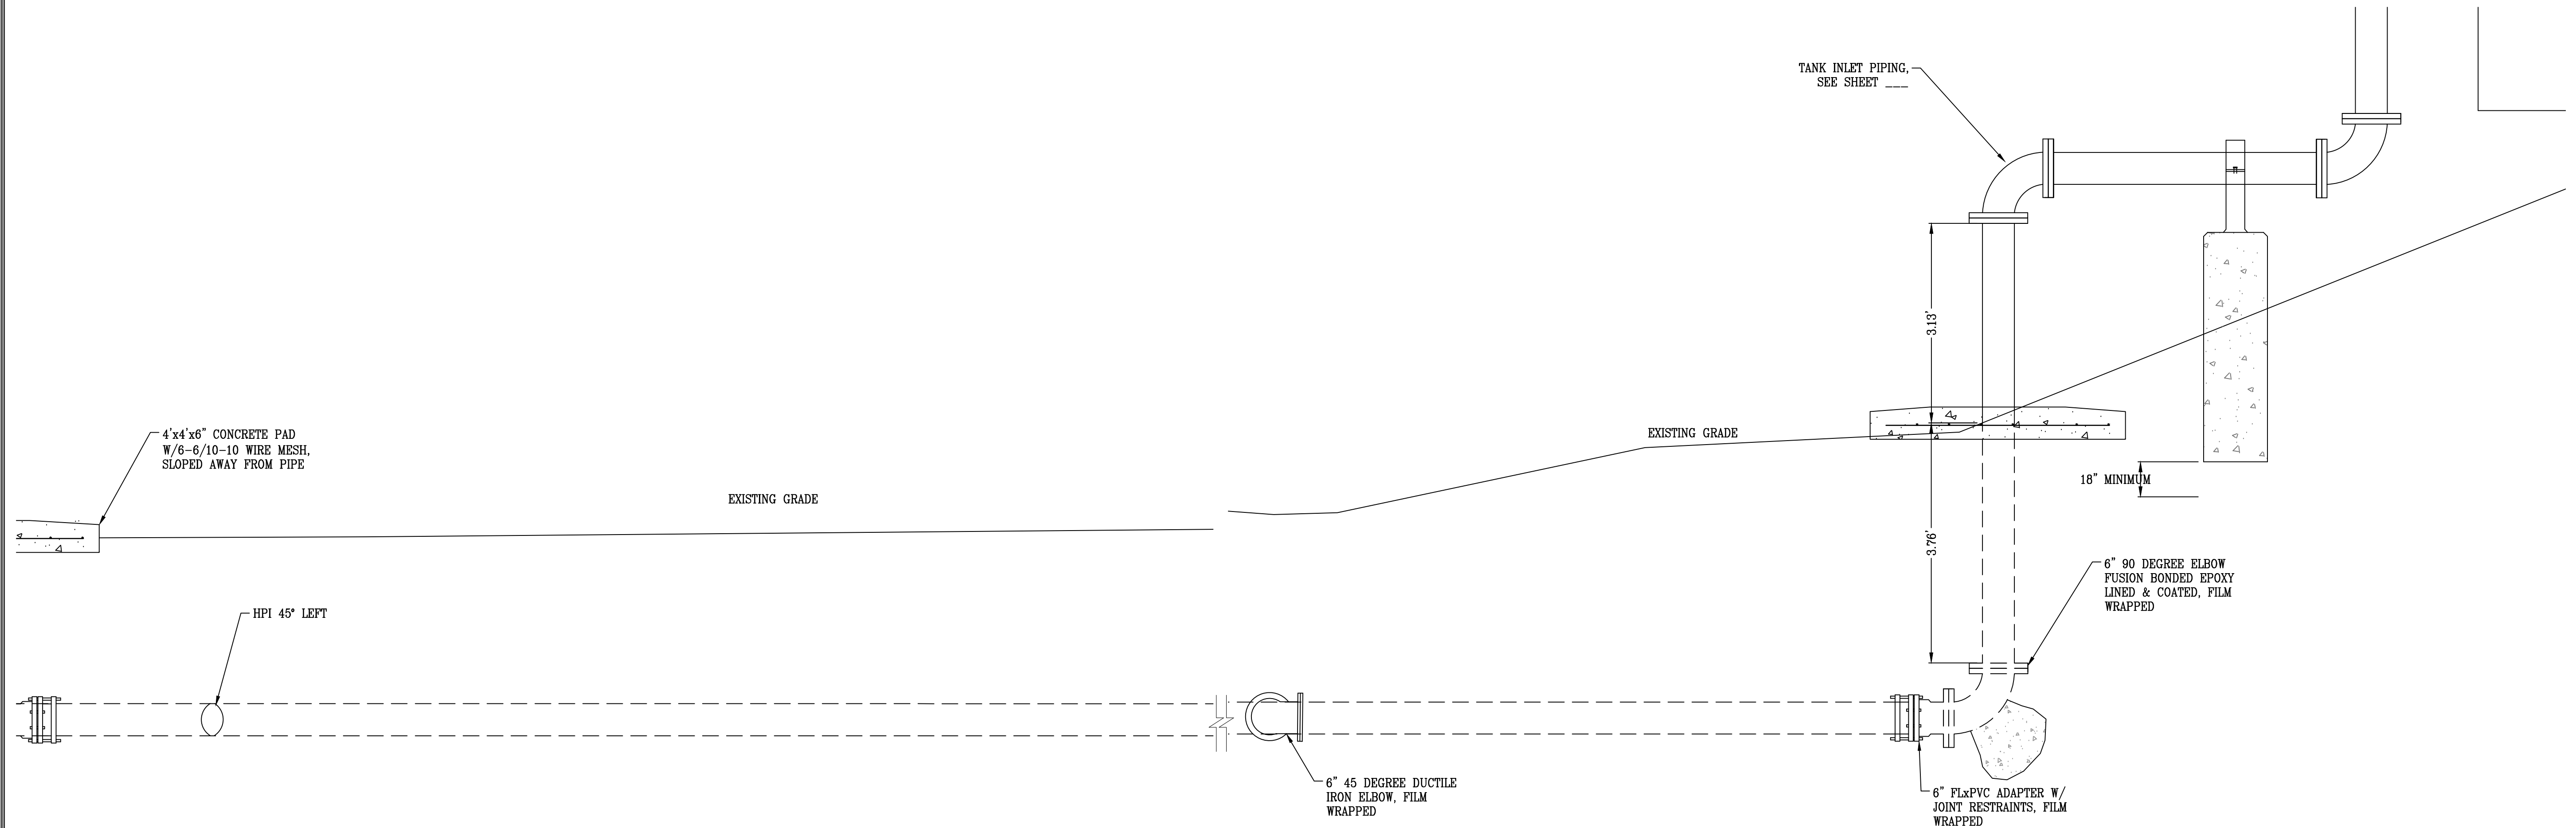 TANK INLET PIPING,
SEE SHEET ___
3.13'
4'x4'x6" CONCRETE PAD
W/6-6/10-10 WIRE MESH,
SLOPED AWAY FROM PIPE
EXISTING GRADE
EXISTING GRADE
18" MINIMUM
3.76'
6" 90 DEGREE ELBOW
FUSION BONDED EPOXY
LINED & COATED, FILM
WRAPPED
HPI 45° LEFT
6" 45 DEGREE DUCTILE
IRON ELBOW, FILM
WRAPPED
6" FLxPVC ADAPTER W/
JOINT RESTRAINTS, FILM
WRAPPED